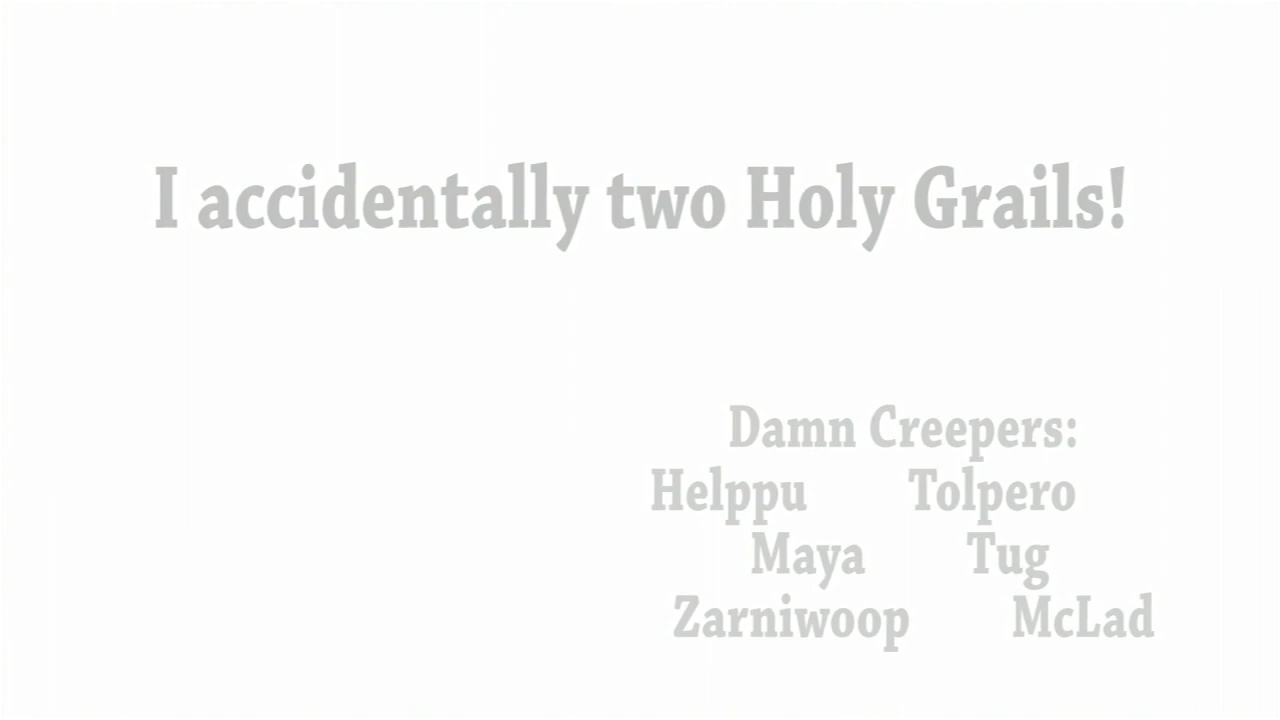 I accidentally two Holy Grails!
Damn Creepers:
Helppu Tolpero
Maya Tug
Zarniwoop McLad